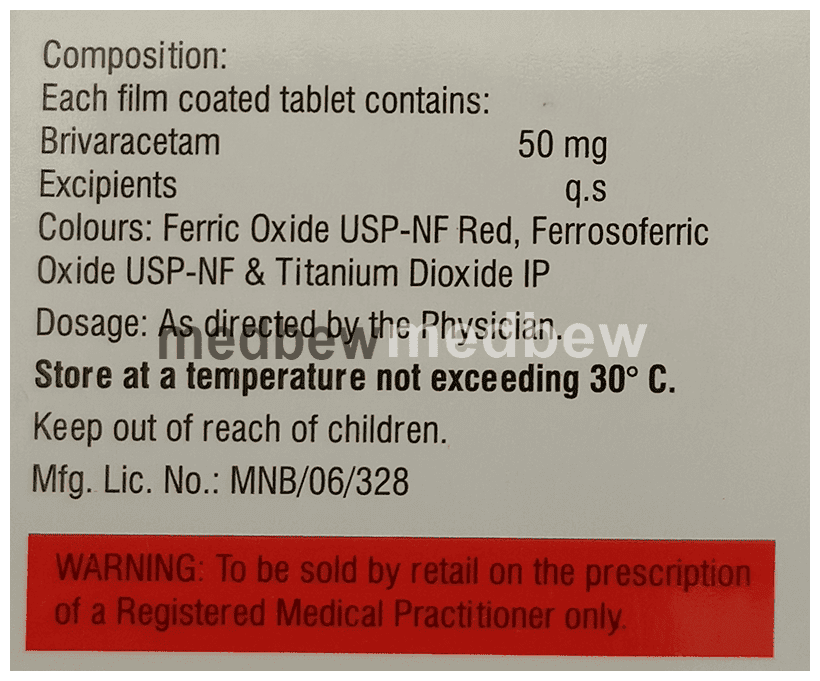 Composition:
Each film coated tablet contains:
Brivaracetam 50 mg
Excipients q.s
Colours: Ferric Oxide USP-NF Red, Ferrosoferric
Oxide USP-NF & Titanium Dioxide IP
Dosage: As directed by the Physician.
medbew medbew
Store at a temperature not exceeding 30° C.
Keep out of reach of children.
Mfg. Lic. No.: MNB/06/328
WARNING: To be sold by retail on the prescription
of a Registered Medical Practitioner only.